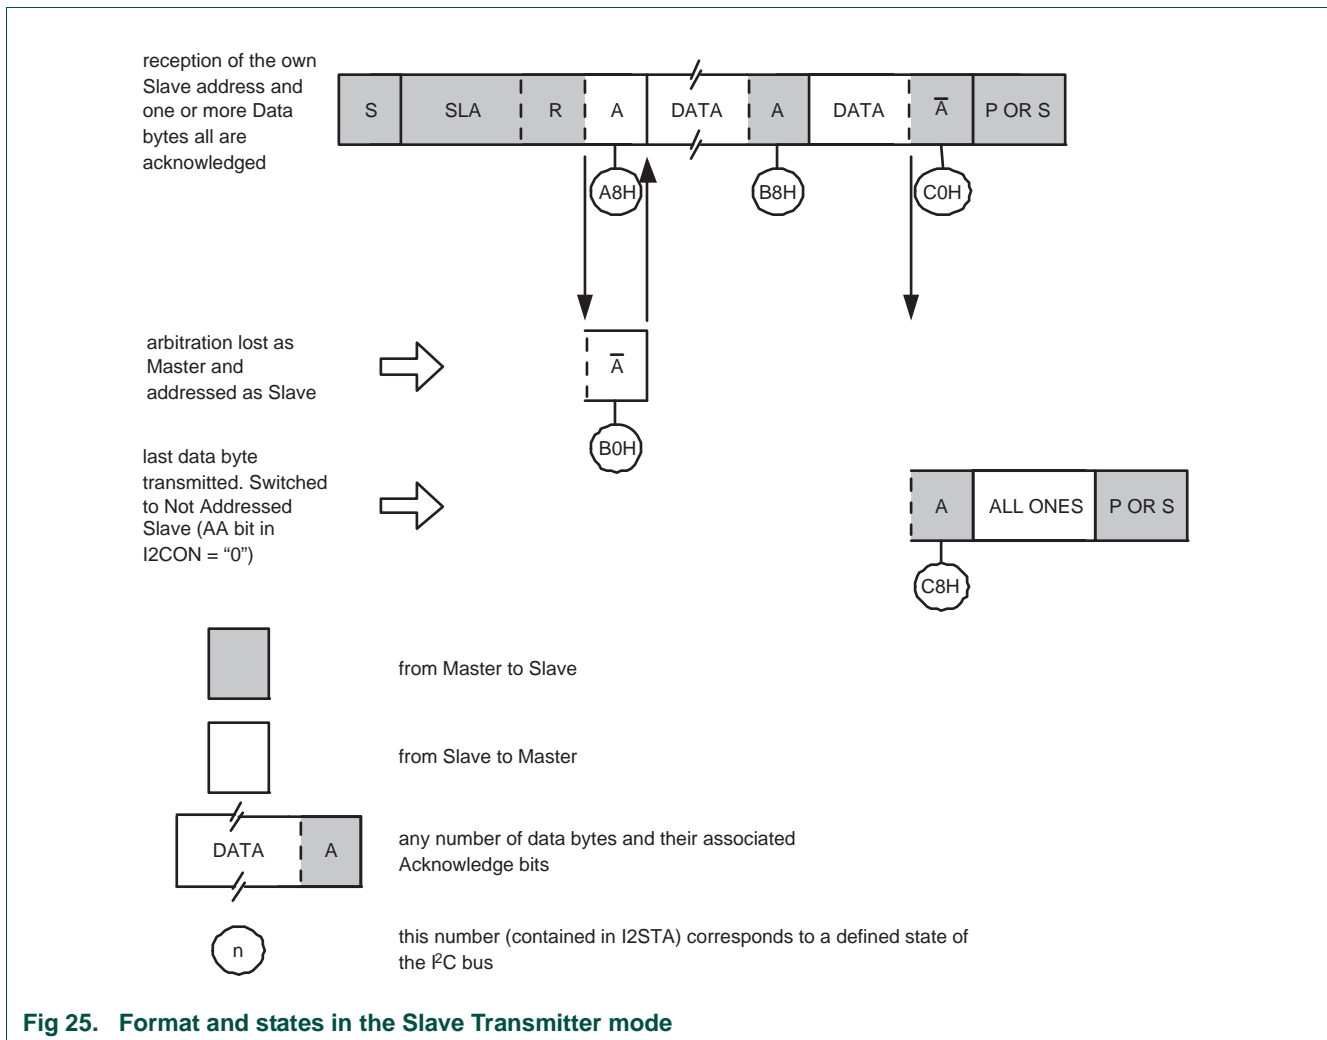 reception of the own
Slave address and
one or more Data
bytes all are
acknowledged
S SLA R A DATA A DATA A̅ P OR S
A8H B8H C0H
arbitration lost as
Master and
addressed as Slave
A̅
B0H
last data byte
transmitted. Switched
to Not Addressed
Slave (AA bit in
I2CON = “0”)
A ALL ONES P OR S
C8H
from Master to Slave
from Slave to Master
DATA A
any number of data bytes and their associated
Acknowledge bits
n
this number (contained in I2STA) corresponds to a defined state of
the I²C bus
Fig 25. Format and states in the Slave Transmitter mode